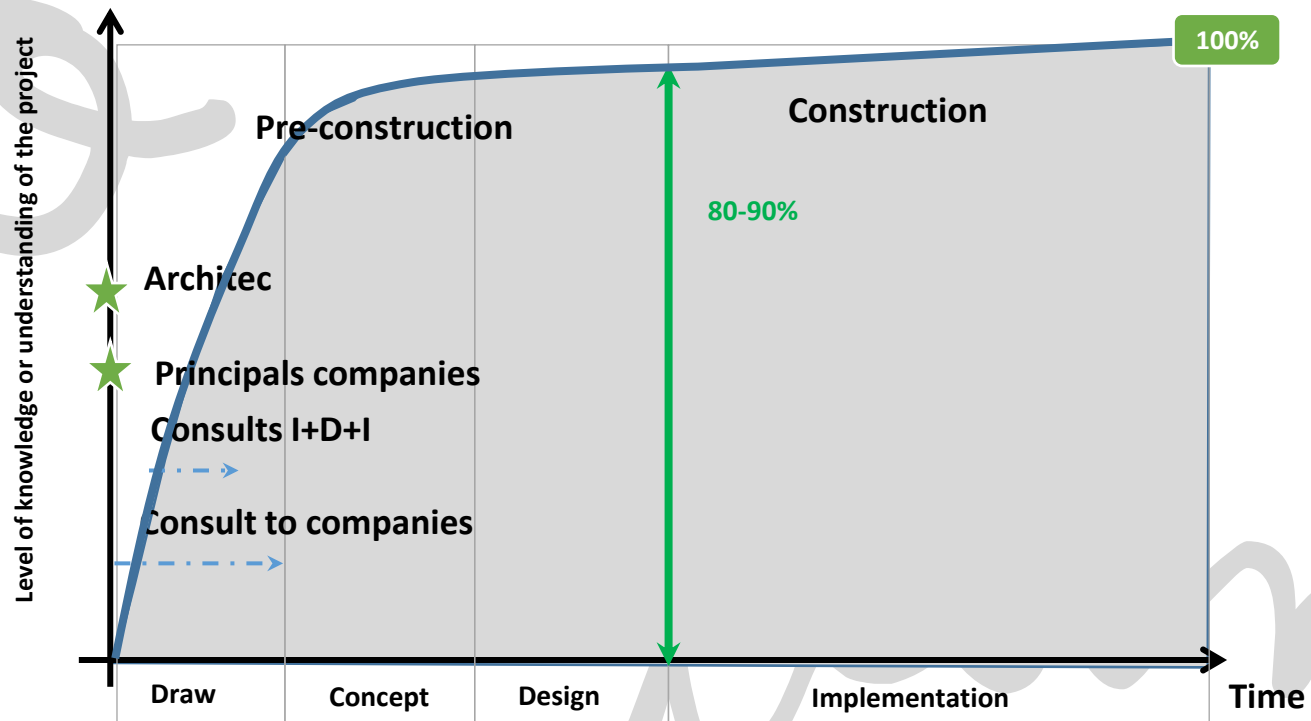 100%
Level of knowledge or understanding of the project
Pre-construction
Construction
80-90%
Architec
Principals companies
Consults I+D+I
Consult to companies
Draw
Concept
Design
Implementation
Time